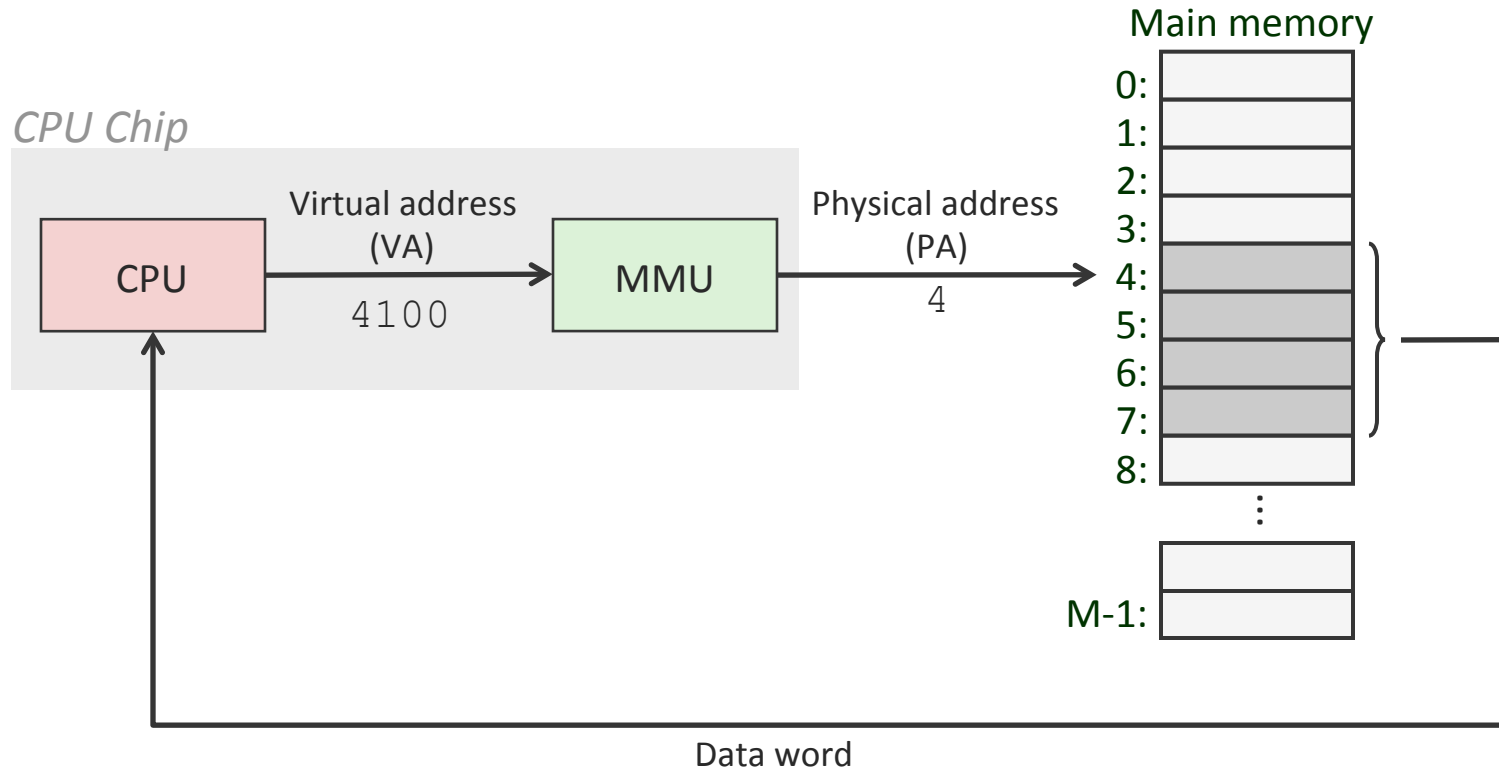 Main memory
0:
CPU Chip
1:
Virtual address
(VA)
Physical address
(PA)
2:
3:
CPU
MMU
4:
4100
4
5:
6:
7:
8:
⋮
M-1:
Data word